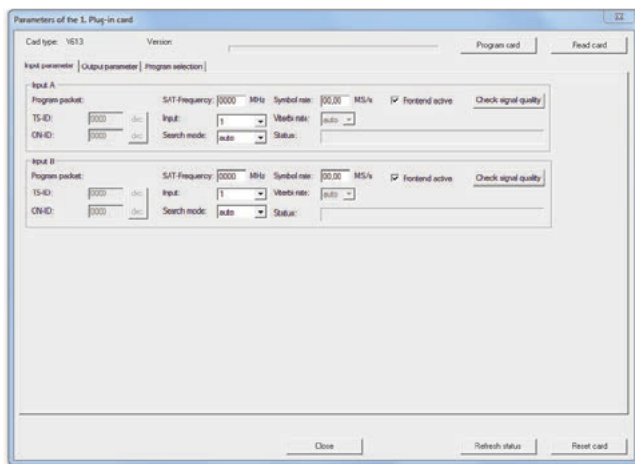 Parameters of the 1. Plug-in card
Card type: V613 Version: Program card Read card
Input parameter Output parameter Program selection
Input A
Program packet: SAT-Frequency: 0000 MHz Symbol rate: 00,00 MS/s Frontend active Check signal quality
TS-ID: 0000 dec Input: 1 Viterbi rate: auto
ON-ID: 0000 dec Search mode: auto Status:
Input B
Program packet: SAT-Frequency: 0000 MHz Symbol rate: 00,00 MS/s Frontend active Check signal quality
TS-ID: 0000 dec Input: 1 Viterbi rate: auto
ON-ID: 0000 dec Search mode: auto Status:
Close Refresh status Reset card